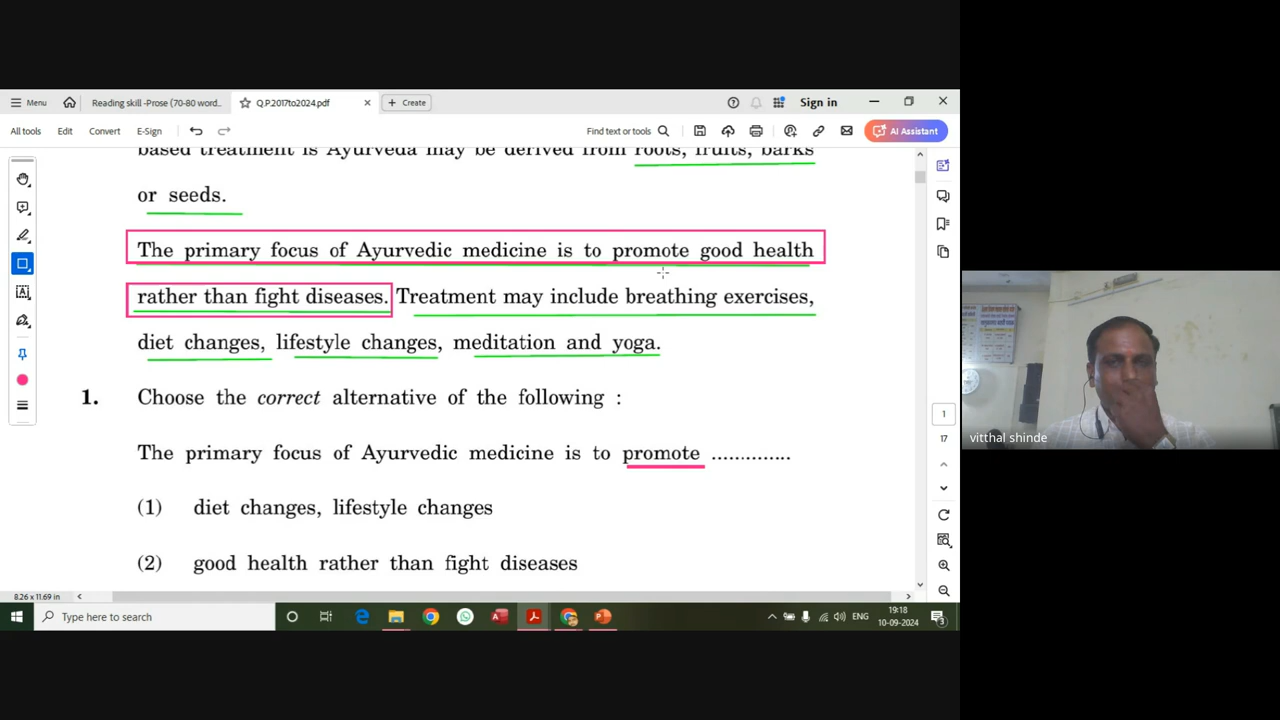 Menu
Reading skill -Prose (70-80 word...
Q.P.2017to2024.pdf
Create
Sign in
All tools
Edit
Convert
E-Sign
Find text or tools
AI Assistant
based treatment is Ayurveda may be derived from roots, fruits, barks
or seeds.
The primary focus of Ayurvedic medicine is to promote good health
rather than fight diseases. Treatment may include breathing exercises,
diet changes, lifestyle changes, meditation and yoga.
1. Choose the correct alternative of the following :
The primary focus of Ayurvedic medicine is to promote ..............
(1) diet changes, lifestyle changes
(2) good health rather than fight diseases
1
17
8.26 x 11.69 in
vitthal shinde
Type here to search
ENG
19:18
10-09-2024
3